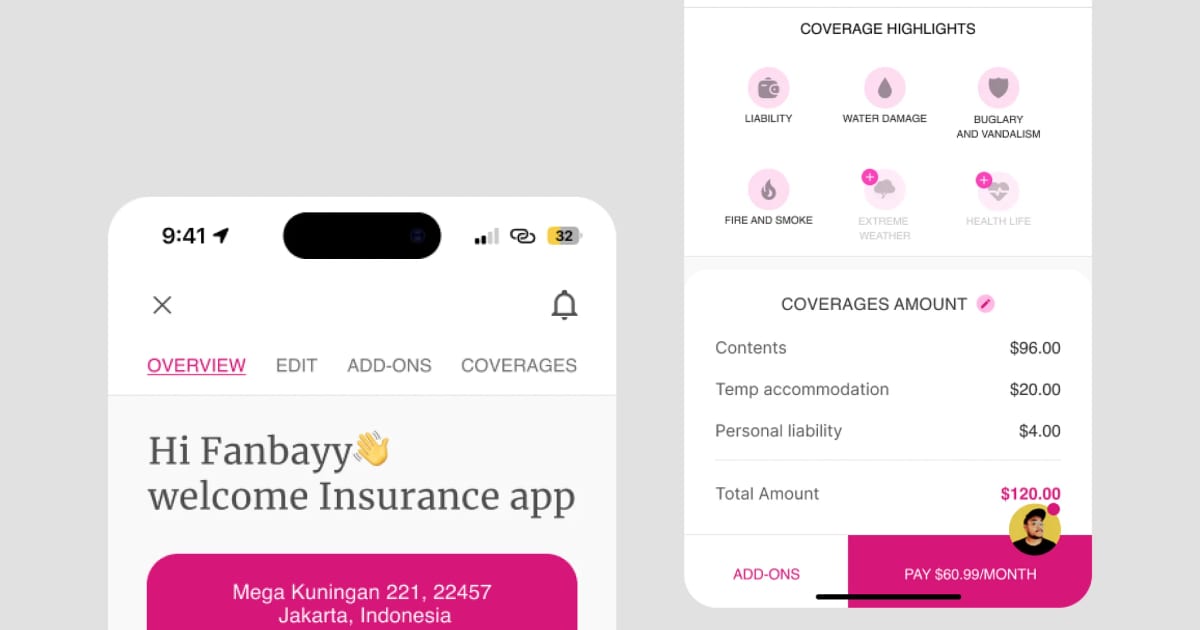 9:41
32
OVERVIEW EDIT ADD-ONS COVERAGES
Hi Fanbayy👋
welcome Insurance app
Mega Kuningan 221, 22457
Jakarta, Indonesia
COVERAGE HIGHLIGHTS
LIABILITY
WATER DAMAGE
BUGLARY
AND VANDALISM
FIRE AND SMOKE
EXTREME
WEATHER
HEALTH LIFE
COVERAGES AMOUNT
Contents $96.00
Temp accommodation $20.00
Personal liability $4.00
Total Amount $120.00
ADD-ONS
PAY $60.99/MONTH